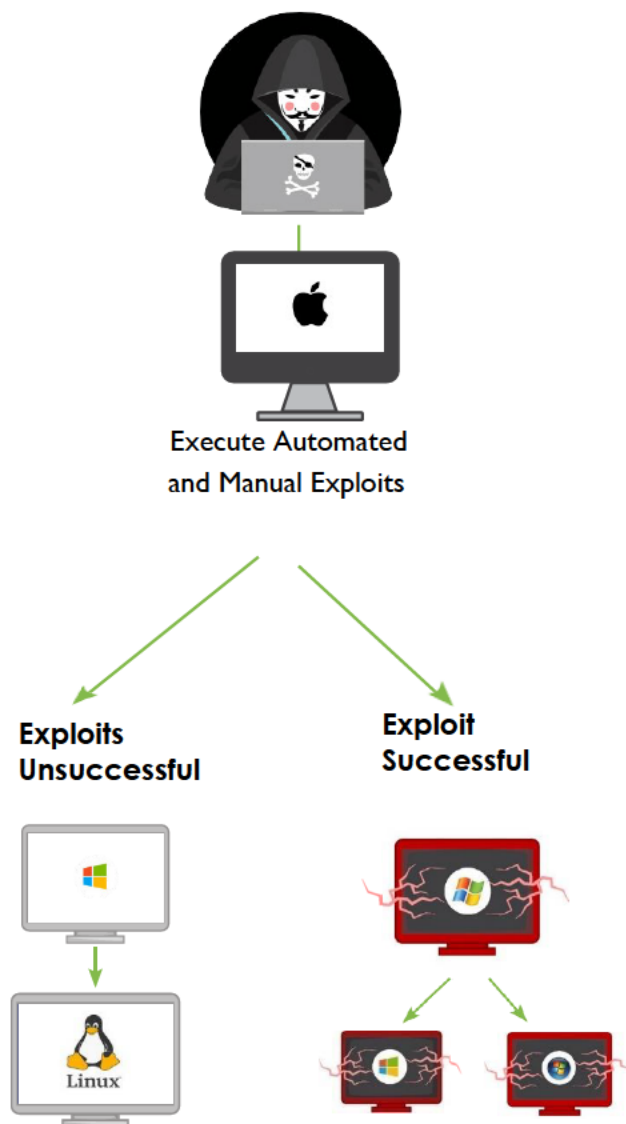 Execute Automated
and Manual Exploits
Exploits
Unsuccessful
Exploit
Successful
Linux